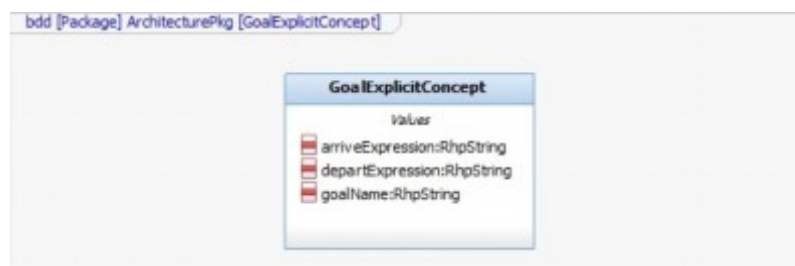 bdd [Package] ArchitecturePkg [GoalExplicitConcept]
GoalExplicitConcept
Values
arriveExpression:RhpString
departExpression:RhpString
goalName:RhpString